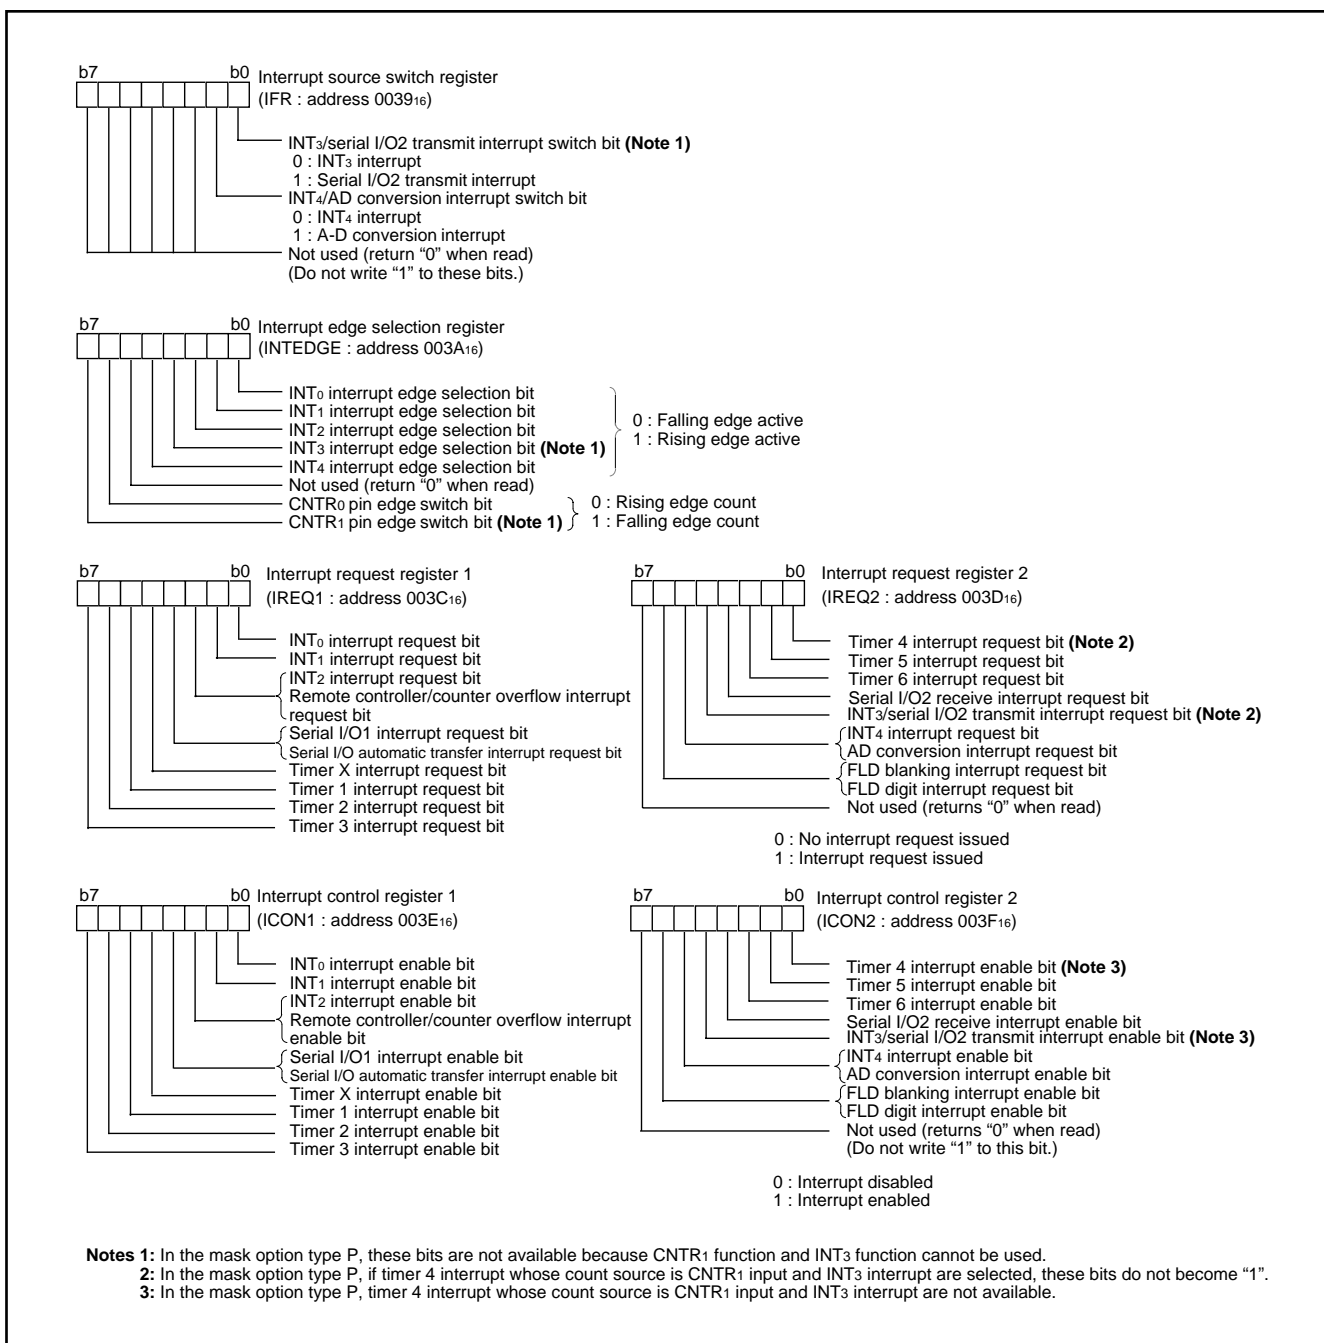 b7 b0 Interrupt source switch register
(IFR : address 003916)
INT3/serial I/O2 transmit interrupt switch bit (Note 1)
0 : INT3 interrupt
1 : Serial I/O2 transmit interrupt
INT4/AD conversion interrupt switch bit
0 : INT4 interrupt
1 : A-D conversion interrupt
Not used (return “0” when read)
(Do not write “1” to these bits.)
b7 b0 Interrupt edge selection register
(INTEDGE : address 003A16)
INT0 interrupt edge selection bit
INT1 interrupt edge selection bit
INT2 interrupt edge selection bit
INT3 interrupt edge selection bit (Note 1)
INT4 interrupt edge selection bit
0 : Falling edge active
1 : Rising edge active
Not used (return “0” when read)
CNTR0 pin edge switch bit
CNTR1 pin edge switch bit (Note 1)
0 : Rising edge count
1 : Falling edge count
b7 b0 Interrupt request register 1
(IREQ1 : address 003C16)
INT0 interrupt request bit
INT1 interrupt request bit
INT2 interrupt request bit
Remote controller/counter overflow interrupt
request bit
Serial I/O1 interrupt request bit
Serial I/O automatic transfer interrupt request bit
Timer X interrupt request bit
Timer 1 interrupt request bit
Timer 2 interrupt request bit
Timer 3 interrupt request bit
b7 b0 Interrupt request register 2
(IREQ2 : address 003D16)
Timer 4 interrupt request bit (Note 2)
Timer 5 interrupt request bit
Timer 6 interrupt request bit
Serial I/O2 receive interrupt request bit
INT3/serial I/O2 transmit interrupt request bit (Note 2)
INT4 interrupt request bit
AD conversion interrupt request bit
FLD blanking interrupt request bit
FLD digit interrupt request bit
Not used (returns “0” when read)
0 : No interrupt request issued
1 : Interrupt request issued
b7 b0 Interrupt control register 1
(ICON1 : address 003E16)
INT0 interrupt enable bit
INT1 interrupt enable bit
INT2 interrupt enable bit
Remote controller/counter overflow interrupt
enable bit
Serial I/O1 interrupt enable bit
Serial I/O automatic transfer interrupt enable bit
Timer X interrupt enable bit
Timer 1 interrupt enable bit
Timer 2 interrupt enable bit
Timer 3 interrupt enable bit
b7 b0 Interrupt control register 2
(ICON2 : address 003F16)
Timer 4 interrupt enable bit (Note 3)
Timer 5 interrupt enable bit
Timer 6 interrupt enable bit
Serial I/O2 receive interrupt enable bit
INT3/serial I/O2 transmit interrupt enable bit (Note 3)
INT4 interrupt enable bit
AD conversion interrupt enable bit
FLD blanking interrupt enable bit
FLD digit interrupt enable bit
Not used (returns “0” when read)
(Do not write “1” to this bit.)
0 : Interrupt disabled
1 : Interrupt enabled
Notes 1: In the mask option type P, these bits are not available because CNTR1 function and INT3 function cannot be used.
2: In the mask option type P, if timer 4 interrupt whose count source is CNTR1 input and INT3 interrupt are selected, these bits do not become “1”.
3: In the mask option type P, timer 4 interrupt whose count source is CNTR1 input and INT3 interrupt are not available.